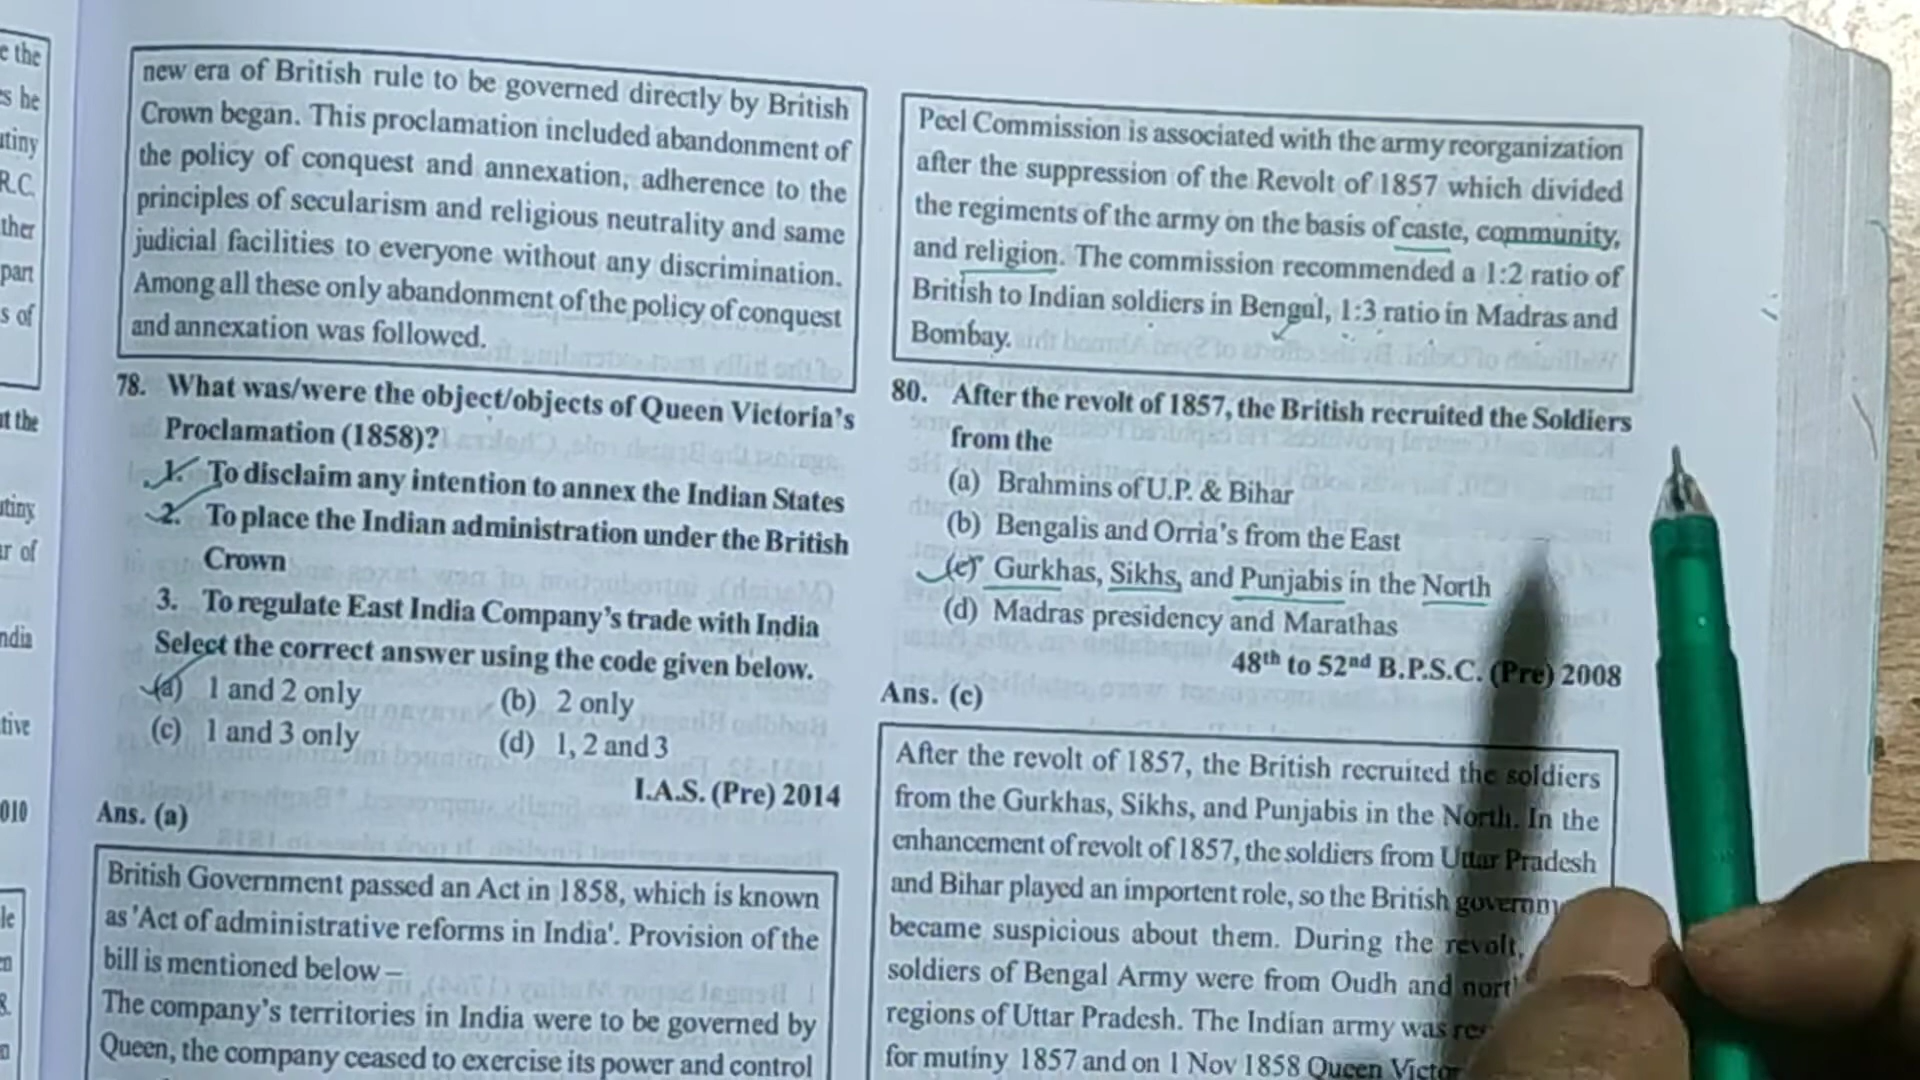 e the
es he
utiny
R.C.
ther
part
s of
ut the
utiny
ar of
ndia
tive
010
le
en
8.
n
new era of British rule to be governed directly by British
Crown began. This proclamation included abandonment of
the policy of conquest and annexation, adherence to the
principles of secularism and religious neutrality and same
judicial facilities to everyone without any discrimination.
Among all these only abandonment of the policy of conquest
and annexation was followed.
78. What was/were the object/objects of Queen Victoria's
Proclamation (1858)?
1. To disclaim any intention to annex the Indian States
2. To place the Indian administration under the British
Crown
3. To regulate East India Company's trade with India
Select the correct answer using the code given below.
(a) 1 and 2 only (b) 2 only
(c) 1 and 3 only (d) 1, 2 and 3
I.A.S. (Pre) 2014
Ans. (a)
British Government passed an Act in 1858, which is known
as 'Act of administrative reforms in India'. Provision of the
bill is mentioned below –
The company's territories in India were to be governed by
Queen, the company ceased to exercise its power and control
Peel Commission is associated with the army reorganization
after the suppression of the Revolt of 1857 which divided
the regiments of the army on the basis of caste, community,
and religion. The commission recommended a 1:2 ratio of
British to Indian soldiers in Bengal, 1:3 ratio in Madras and
Bombay.
80. After the revolt of 1857, the British recruited the Soldiers
from the
(a) Brahmins of U.P. & Bihar
(b) Bengalis and Orria's from the East
(c) Gurkhas, Sikhs, and Punjabis in the North
(d) Madras presidency and Marathas
48th to 52nd B.P.S.C. (Pre) 2008
Ans. (c)
After the revolt of 1857, the British recruited the soldiers
from the Gurkhas, Sikhs, and Punjabis in the North. In the
enhancement of revolt of 1857, the soldiers from Uttar Pradesh
and Bihar played an importent role, so the British governm
became suspicious about them. During the revolt,
soldiers of Bengal Army were from Oudh and nort
regions of Uttar Pradesh. The Indian army was re
for mutiny 1857 and on 1 Nov 1858 Queen Victor